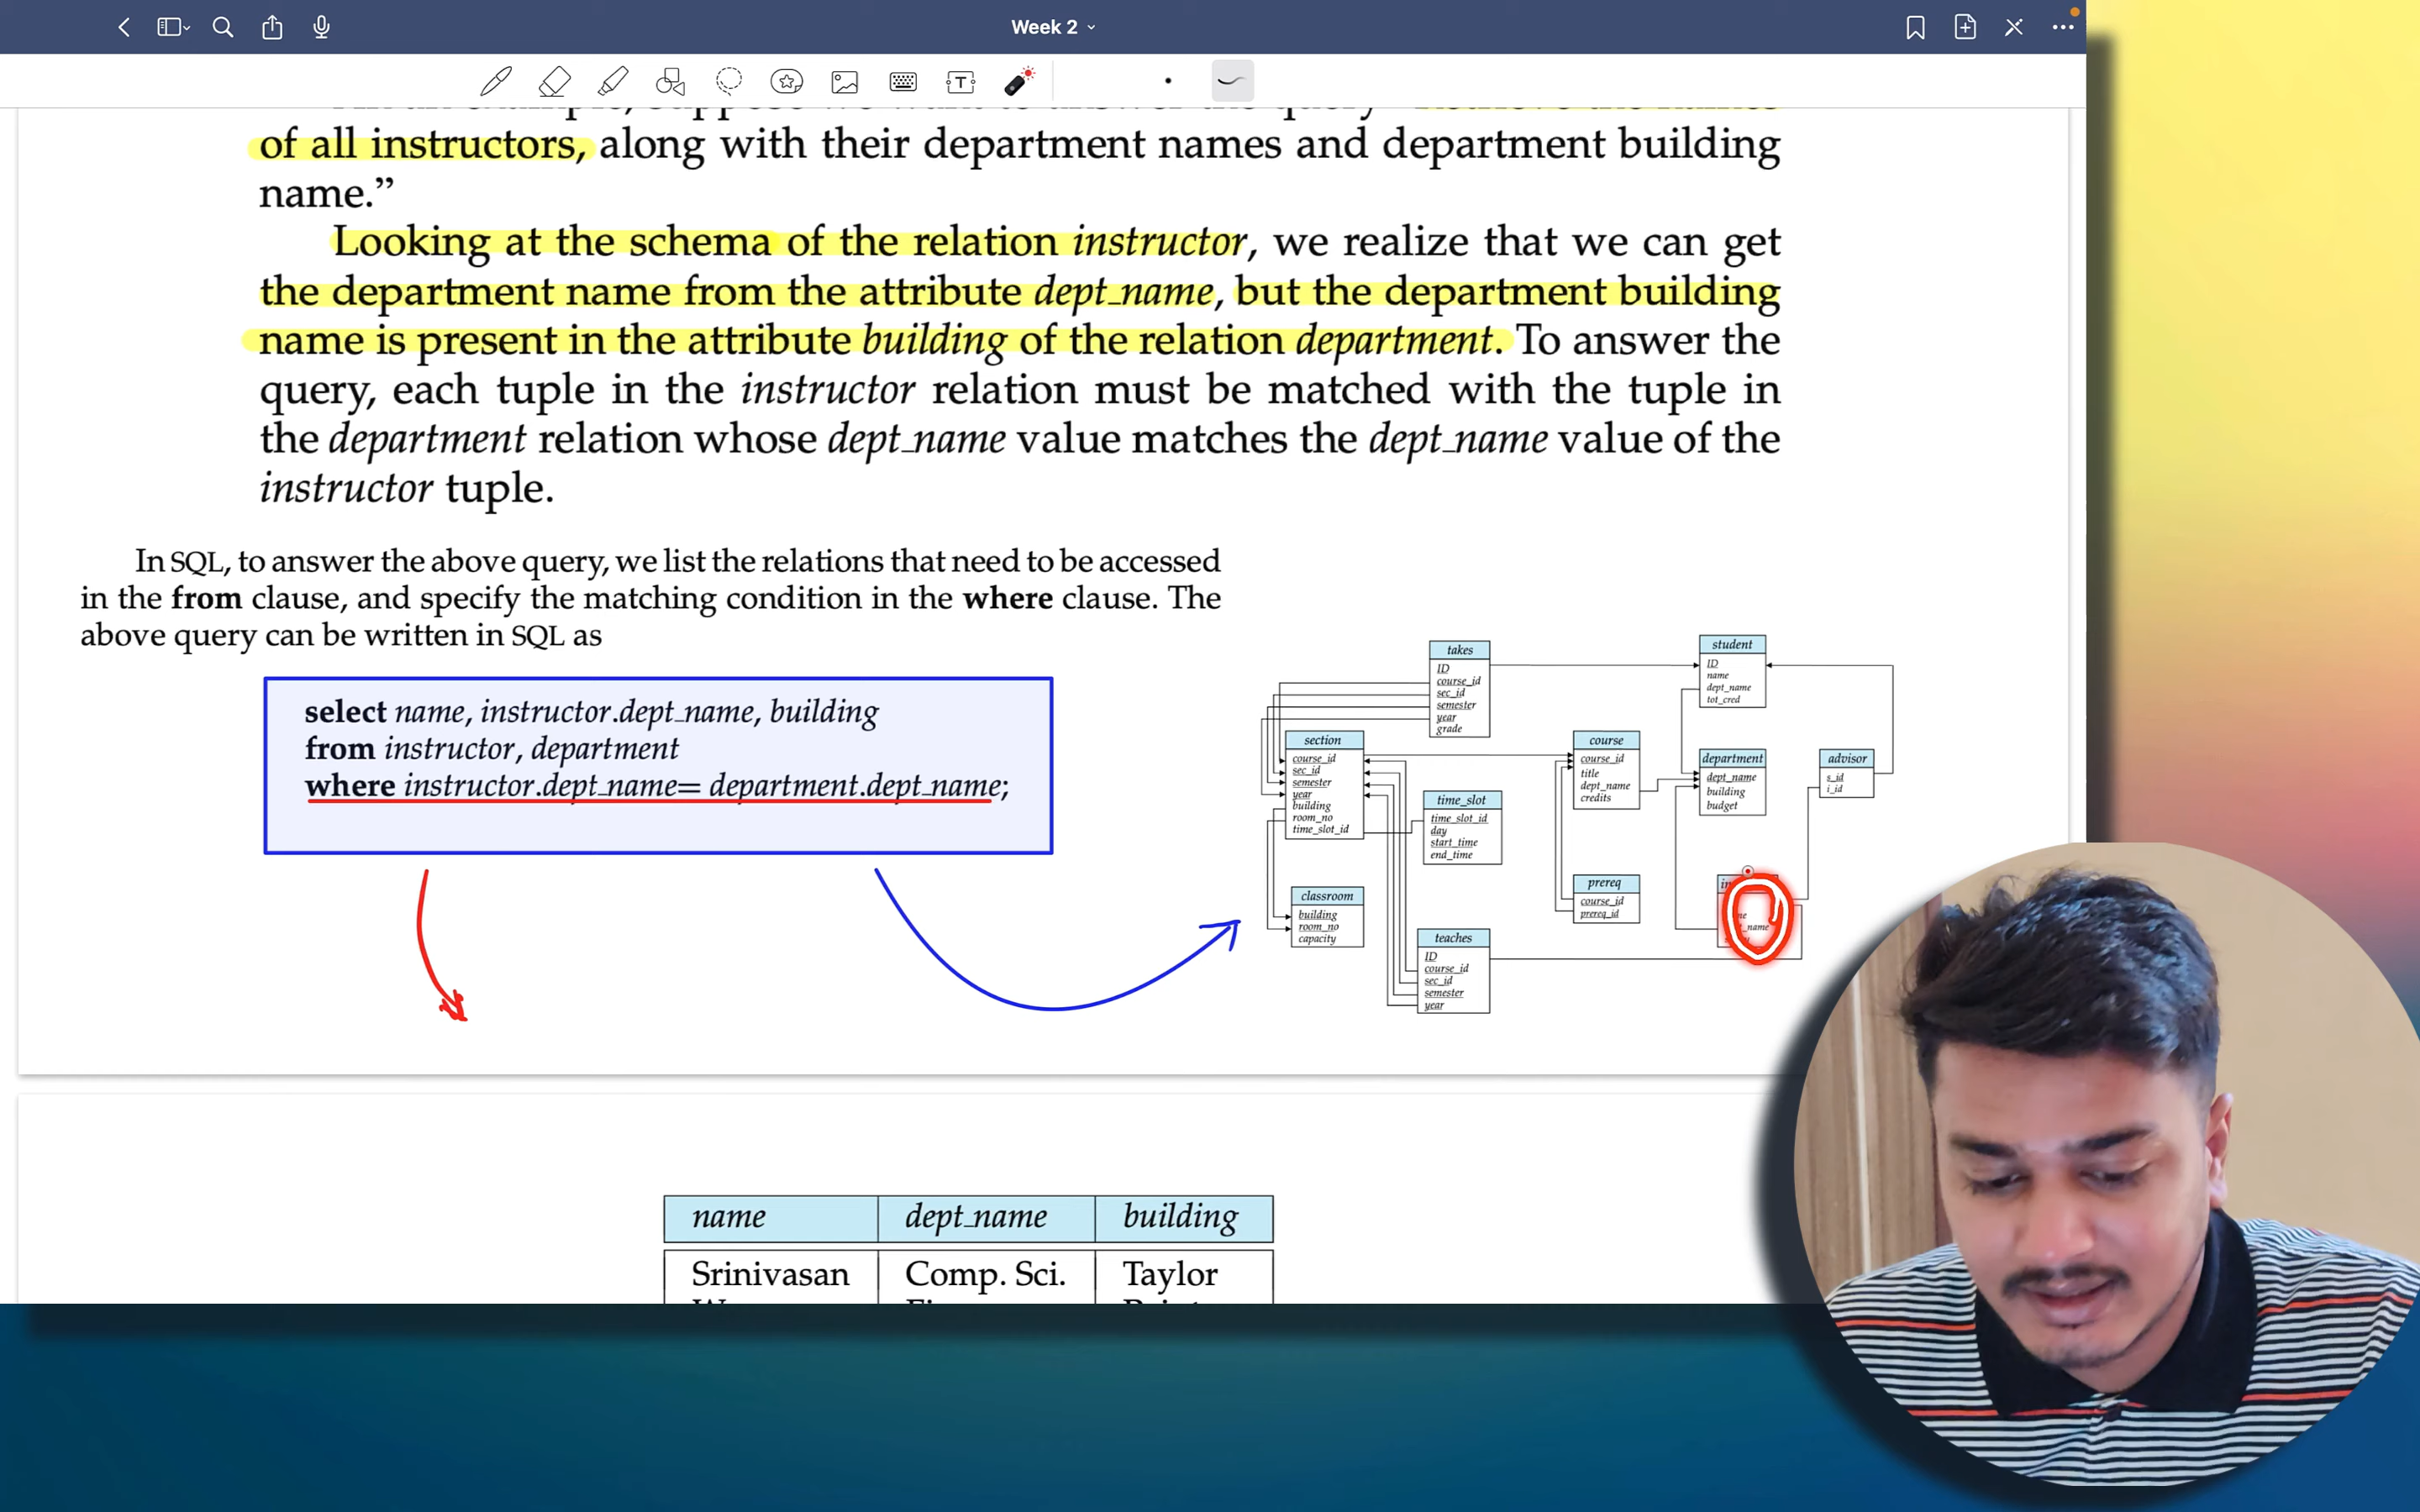 Week 2
of all instructors, along with their department names and department building
name.”
Looking at the schema of the relation instructor, we realize that we can get
the department name from the attribute dept_name, but the department building
name is present in the attribute building of the relation department. To answer the
query, each tuple in the instructor relation must be matched with the tuple in
the department relation whose dept_name value matches the dept_name value of the
instructor tuple.
In SQL, to answer the above query, we list the relations that need to be accessed
in the from clause, and specify the matching condition in the where clause. The
above query can be written in SQL as
select name, instructor.dept_name, building
from instructor, department
where instructor.dept_name= department.dept_name;
takes
ID
course_id
sec_id
semester
year
grade
student
ID
name
dept_name
tot_cred
section
course_id
sec_id
semester
year
building
room_no
time_slot_id
course
course_id
title
dept_name
credits
department
dept_name
building
budget
advisor
s_id
i_id
time_slot
time_slot_id
day
start_time
end_time
prereq
course_id
prereq_id
classroom
building
room_no
capacity
teaches
ID
course_id
sec_id
semester
year
name dept_name building
Srinivasan Comp. Sci. Taylor